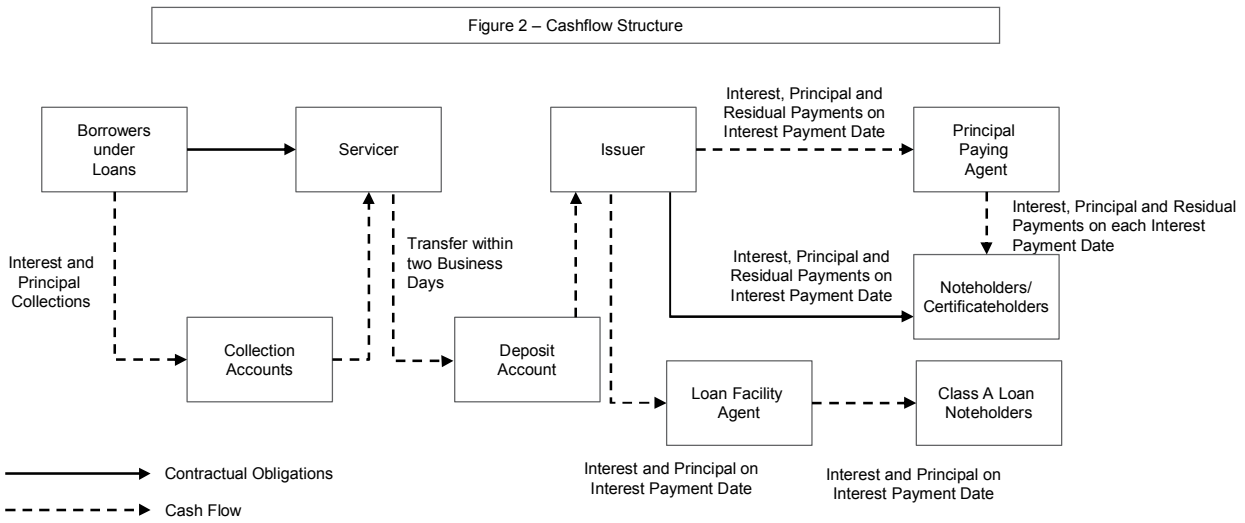 Figure 2 – Cashflow Structure
Borrowers
under
Loans
Servicer
Issuer
Interest, Principal and
Residual Payments on
Interest Payment Date
Principal
Paying
Agent
Interest and
Principal
Collections
Transfer within
two Business
Days
Interest, Principal and
Residual Payments on
Interest Payment Date
Interest, Principal and Residual
Payments on each Interest
Payment Date
Noteholders/
Certificateholders
Collection
Accounts
Deposit
Account
Loan Facility
Agent
Class A Loan
Noteholders
Interest and Principal on
Interest Payment Date
Interest and Principal on
Interest Payment Date
Contractual Obligations
Cash Flow